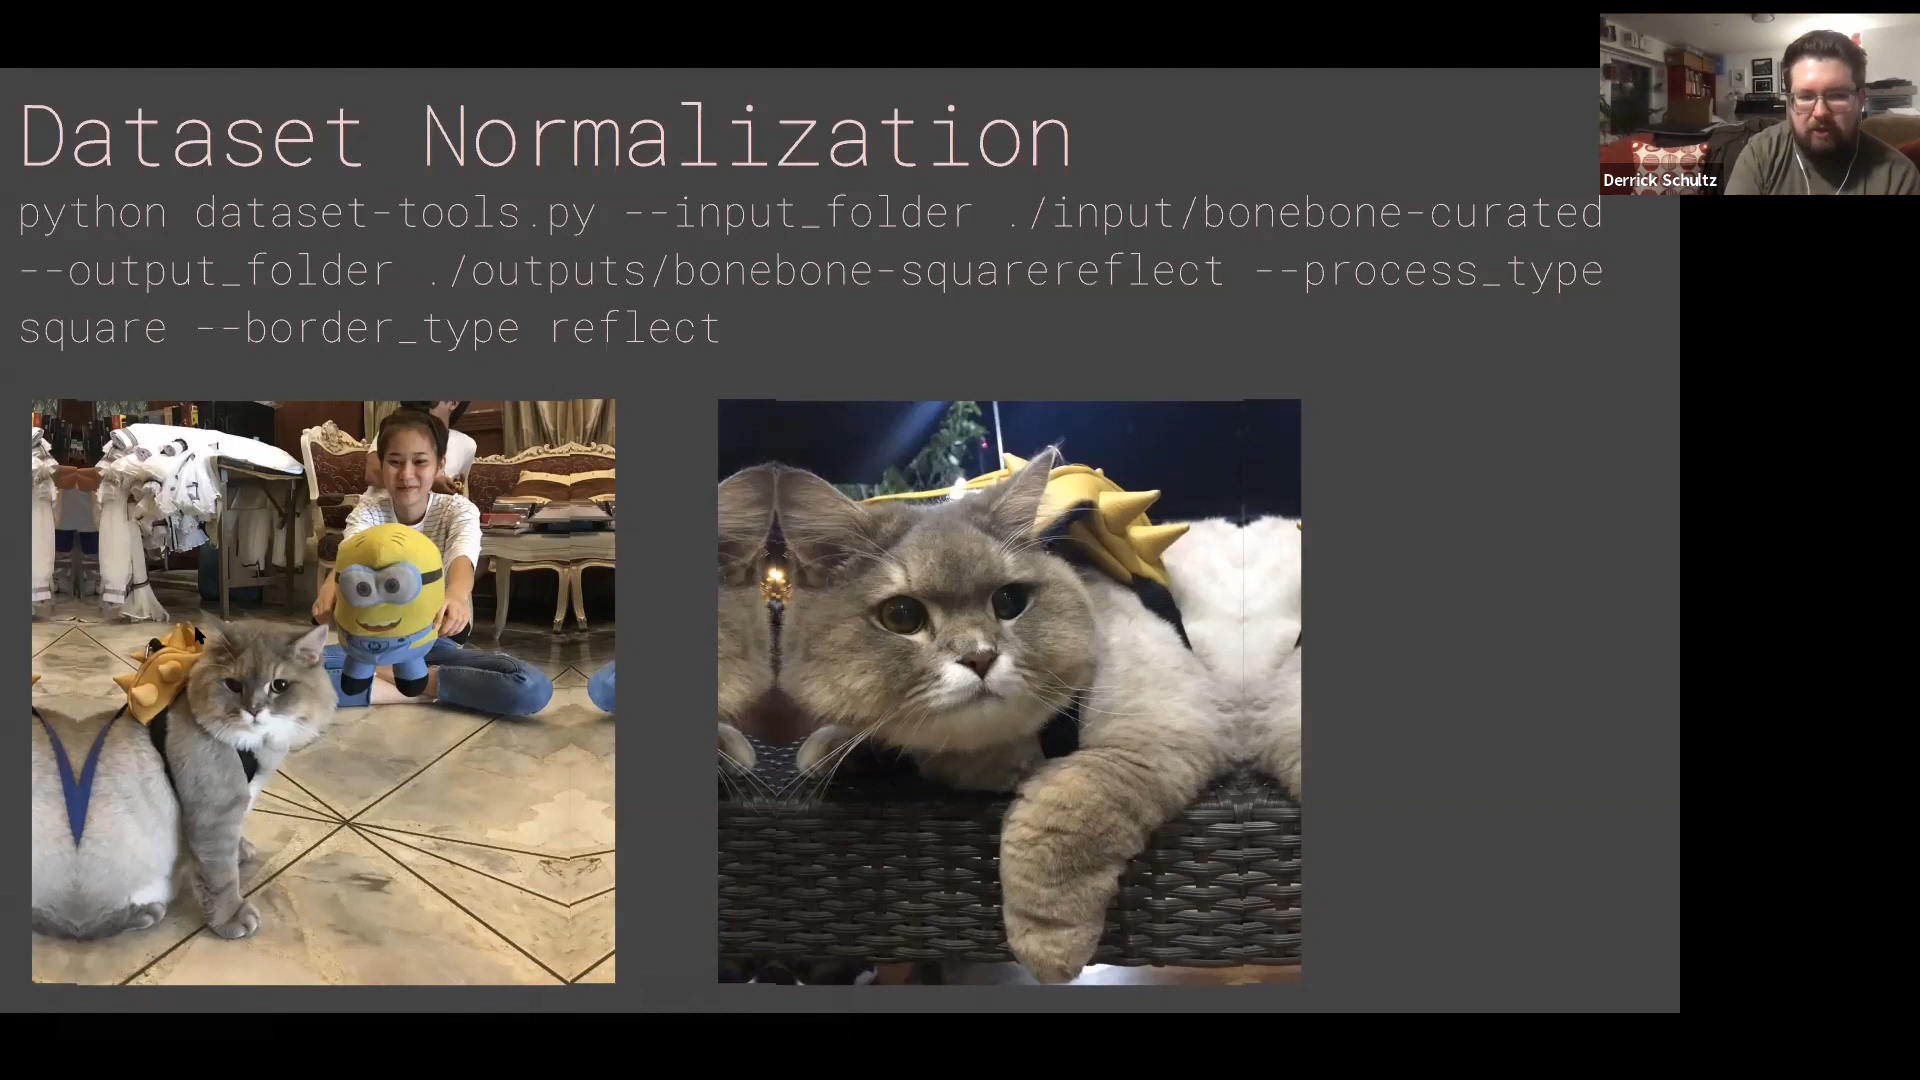 Dataset Normalization
python dataset-tools.py --input_folder ./input/bonebone-curated
--output_folder ./outputs/bonebone-squarereflect --process_type
square --border_type reflect
Derrick Schultz